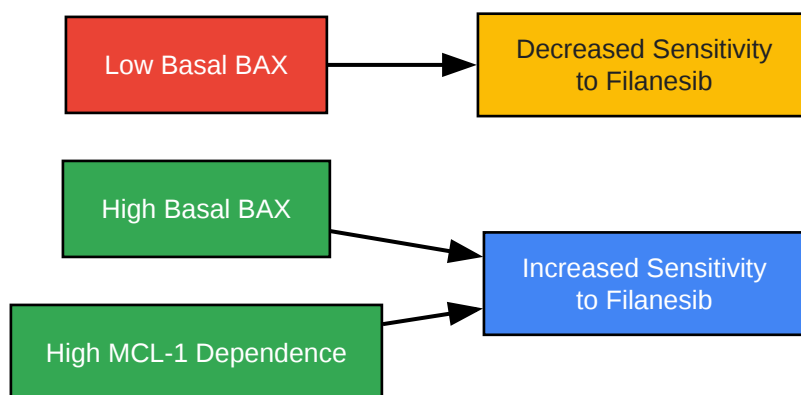 Low Basal BAX
Decreased Sensitivity
to Filanesib
High Basal BAX
Increased Sensitivity
to Filanesib
High MCL-1 Dependence